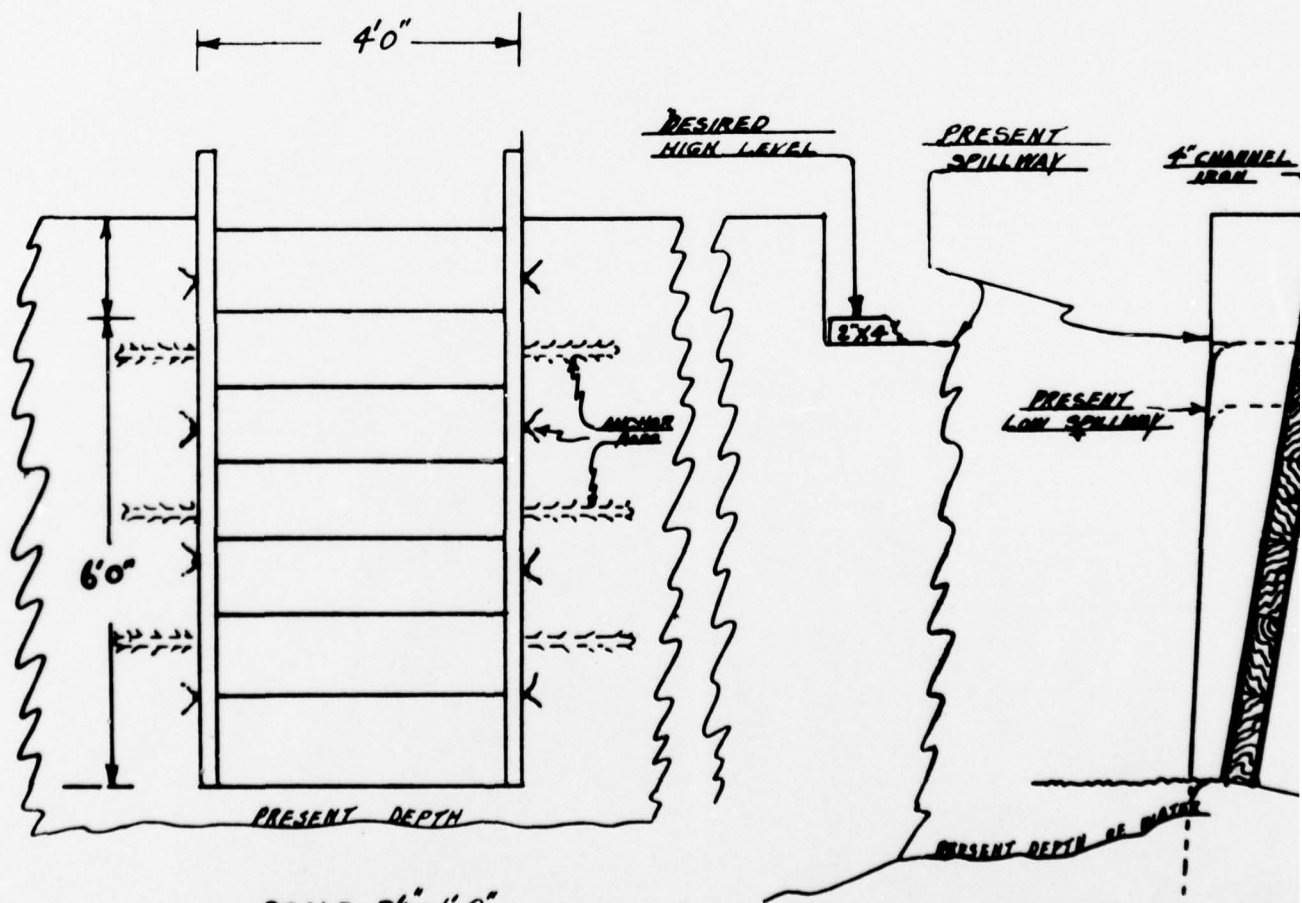 4'0"
DESIRED
HIGH LEVEL
PRESENT
SPILLWAY
4" CHANNEL
IRON
2"X4"
PRESENT
LOW SPILLWAY
ANCHOR
6'0"
PRESENT DEPTH
PRESENT DEPTH OF WATER